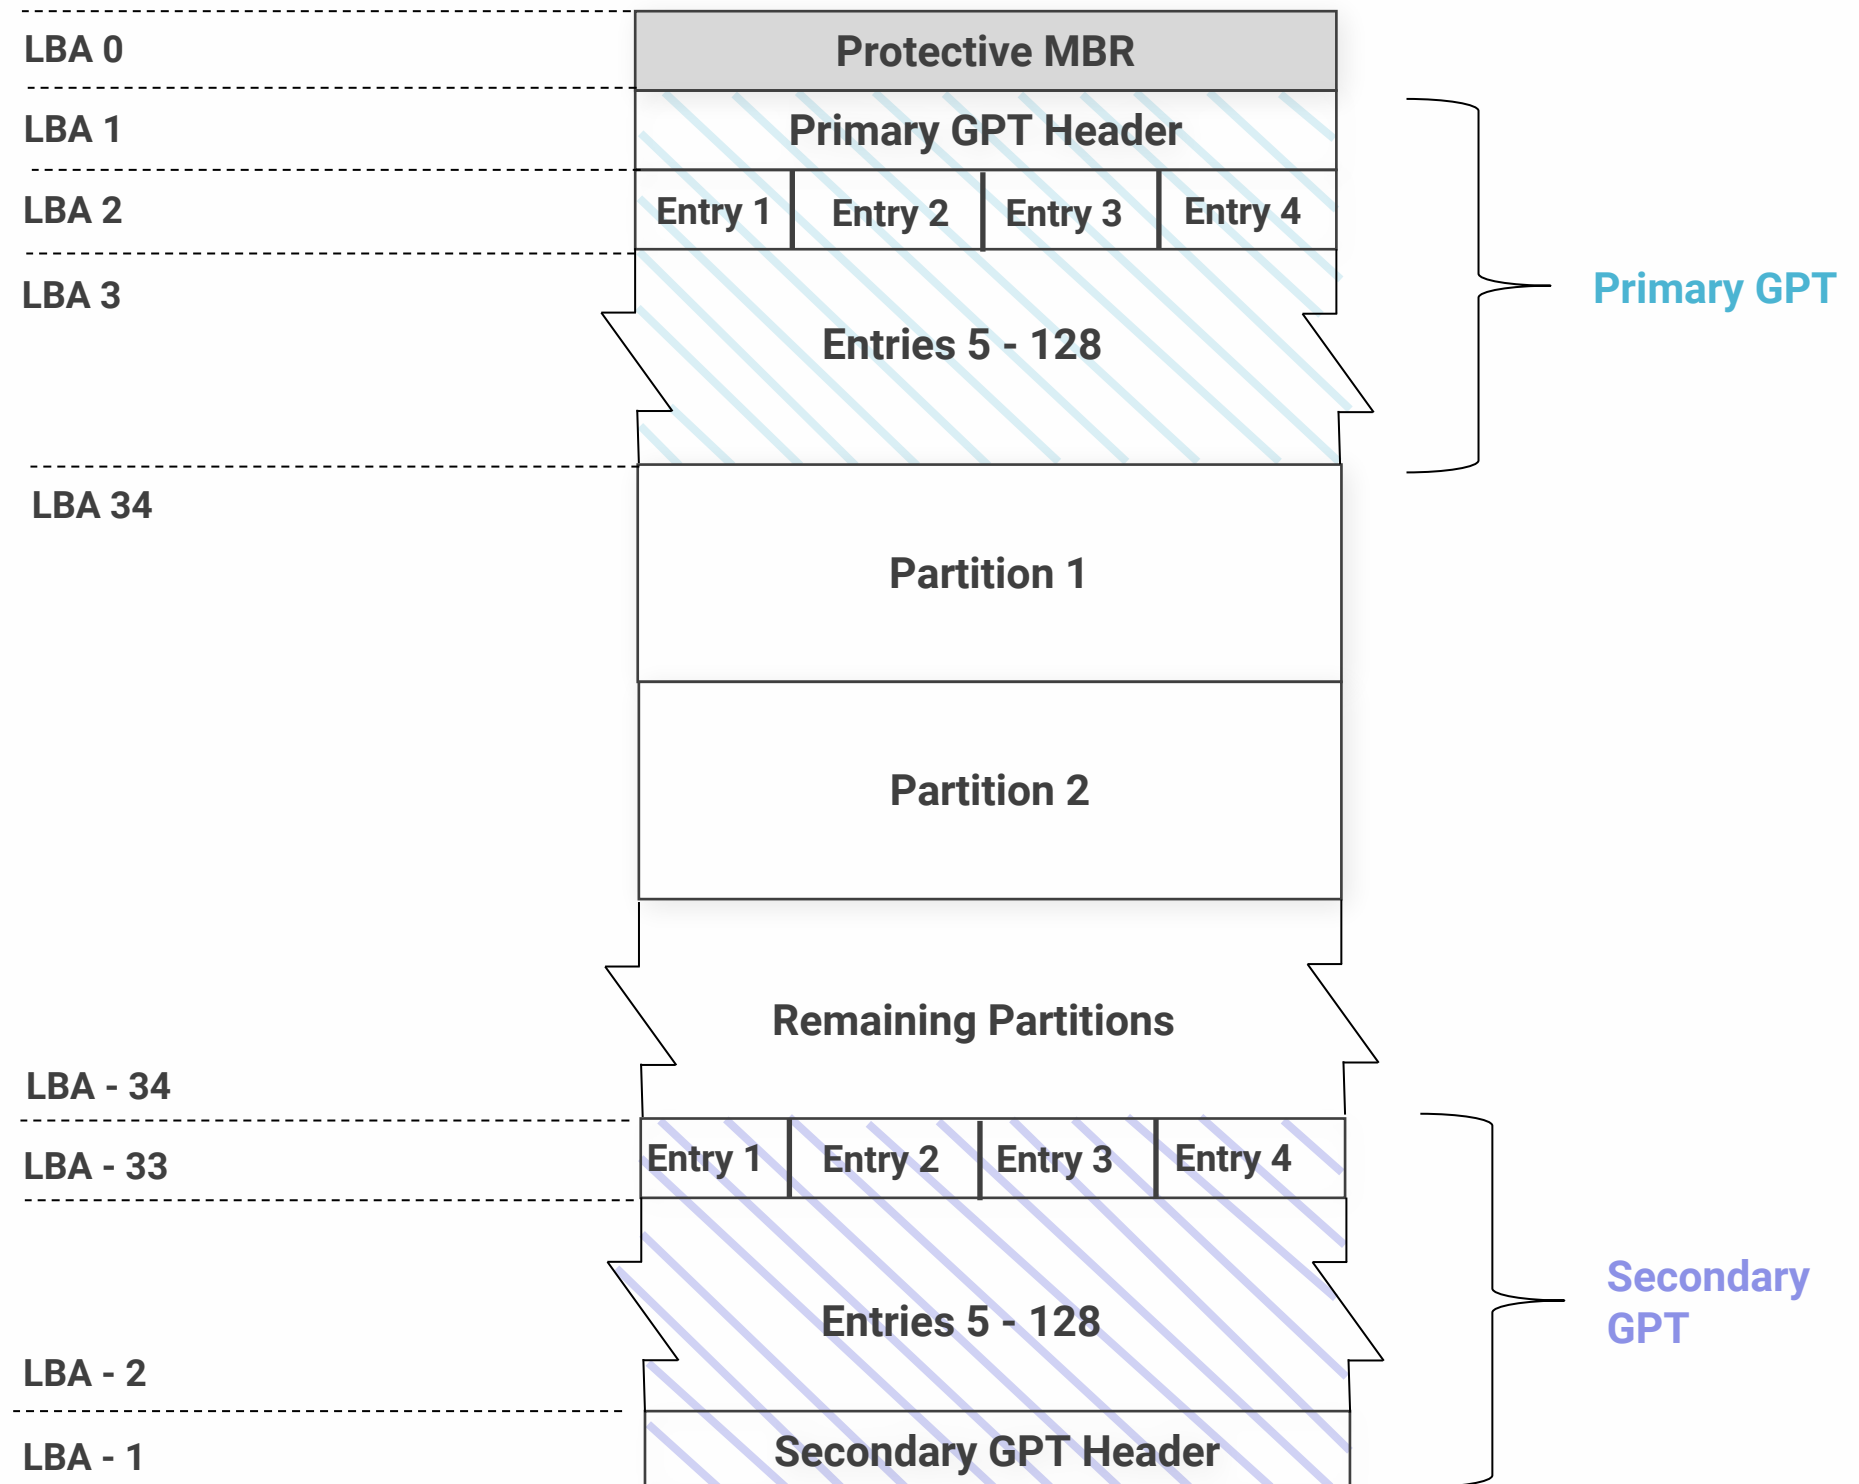 LBA 0
Protective MBR
LBA 1
Primary GPT Header
LBA 2
Entry 1
Entry 2
Entry 3
Entry 4
LBA 3
Primary GPT
Entries 5 - 128
LBA 34
Partition 1
Partition 2
Remaining Partitions
LBA - 34
LBA - 33
Entry 1
Entry 2
Entry 3
Entry 4
Secondary
GPT
Entries 5 - 128
LBA - 2
LBA - 1
Secondary GPT Header